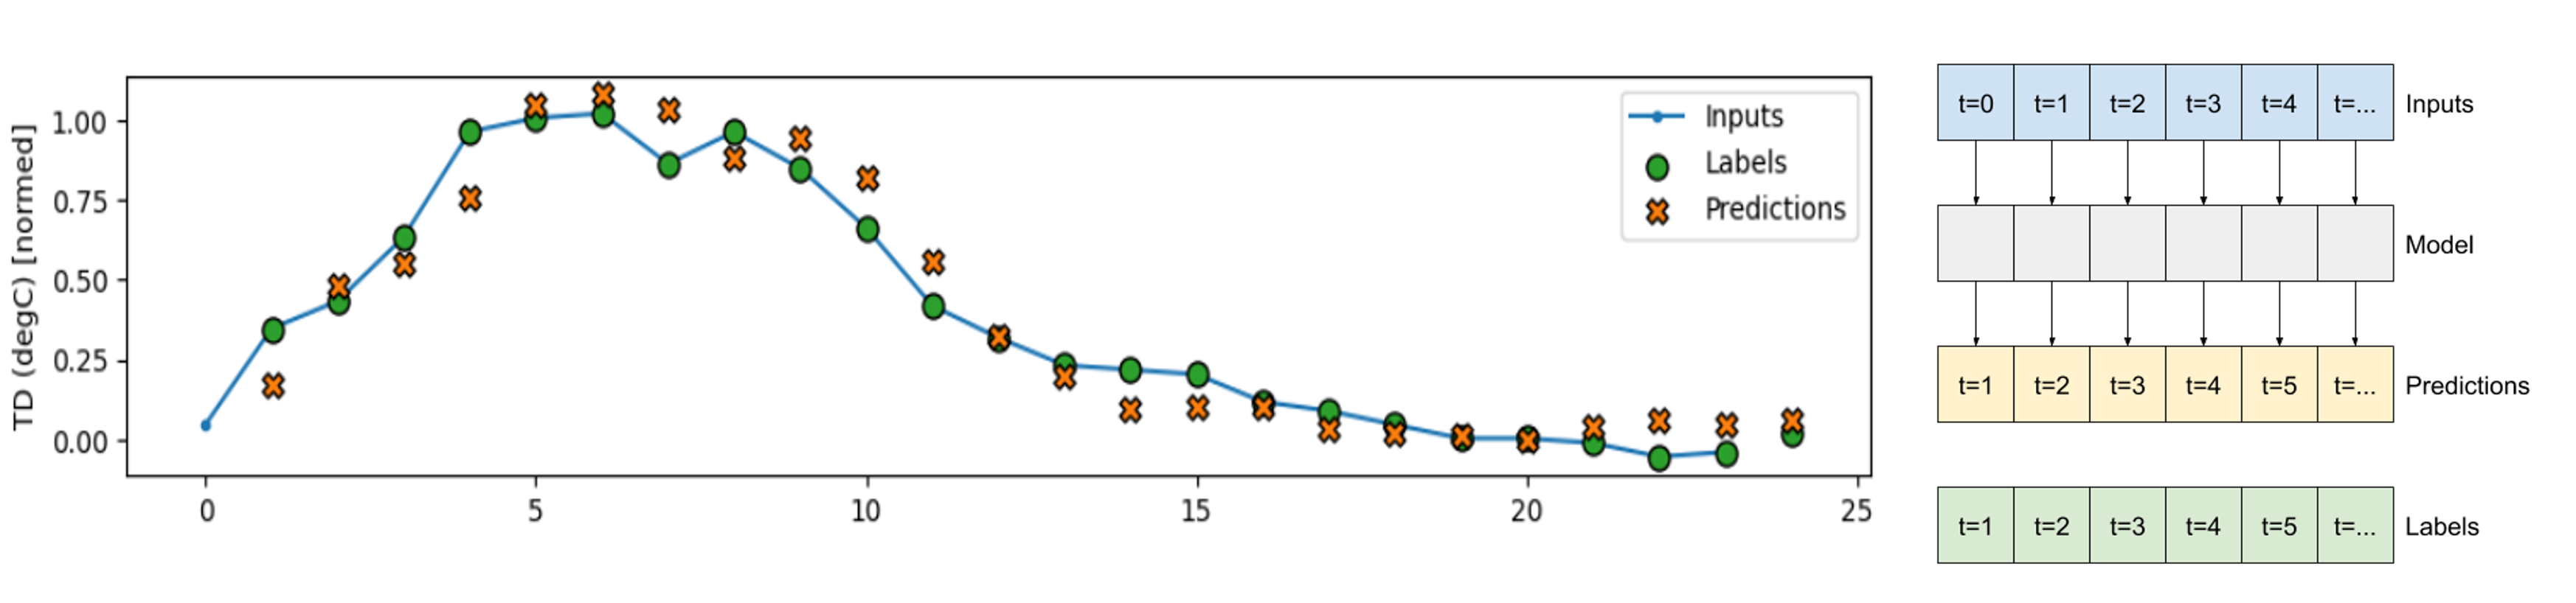 TD (degC) [normed]
1.00
0.75
0.50
0.25
0.00
0 5 10 15 20 25
Inputs
Labels
Predictions
t=0 t=1 t=2 t=3 t=4 t=... Inputs
Model
t=1 t=2 t=3 t=4 t=5 t=... Predictions
t=1 t=2 t=3 t=4 t=5 t=... Labels